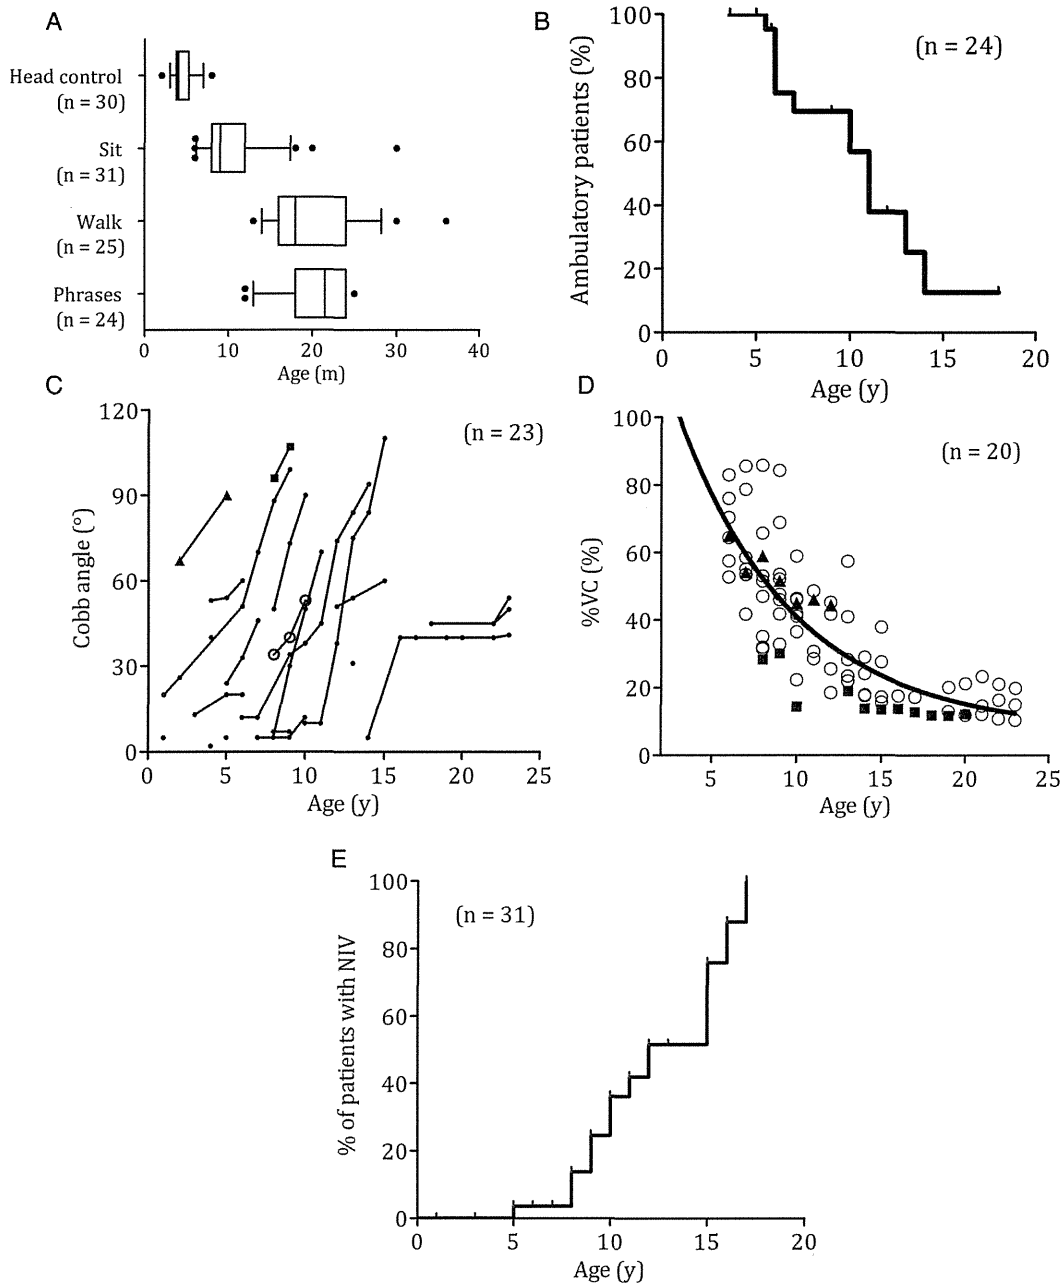 A
Head control
(n = 30)
Sit
(n = 31)
Walk
(n = 25)
Phrases
(n = 24)
0 10 20 30 40
Age (m)
B
Ambulatory patients (%)
100
80
60
40
20
0
(n = 24)
0 5 10 15 20
Age (y)
C
Cobb angle (°)
120
90
60
30
0
(n = 23)
0 5 10 15 20 25
Age (y)
D
%VC (%)
100
80
60
40
20
0
(n = 20)
5 10 15 20 25
Age (y)
E
% of patients with NIV
100
80
60
40
20
0
(n = 31)
0 5 10 15 20
Age (y)